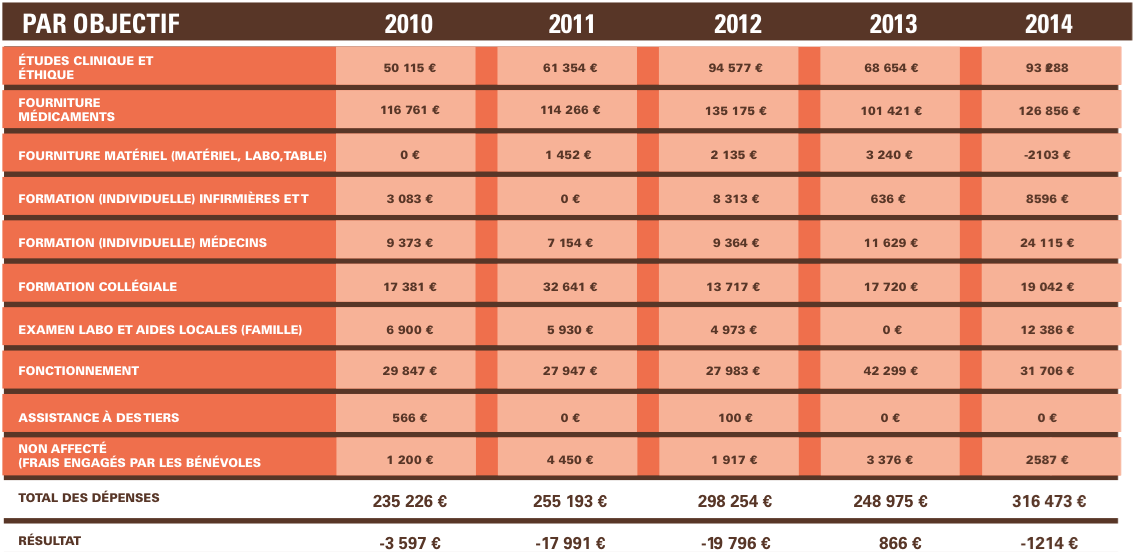 PAR OBJECTIF 2010 2011 2012 2013 2014
ÉTUDES CLINIQUE ET
ÉTHIQUE 50 115 € 61 354 € 94 577 € 68 654 € 93 288
FOURNITURE
MÉDICAMENTS 116 761 € 114 266 € 135 175 € 101 421 € 126 856 €
FOURNITURE MATÉRIEL (MATÉRIEL, LABO,TABLE) 0 € 1 452 € 2 135 € 3 240 € -2103 €
FORMATION (INDIVIDUELLE) INFIRMIÈRES ET T 3 083 € 0 € 8 313 € 636 € 8596 €
FORMATION (INDIVIDUELLE) MÉDECINS 9 373 € 7 154 € 9 364 € 11 629 € 24 115 €
FORMATION COLLÉGIALE 17 381 € 32 641 € 13 717 € 17 720 € 19 042 €
EXAMEN LABO ET AIDES LOCALES (FAMILLE) 6 900 € 5 930 € 4 973 € 0 € 12 386 €
FONCTIONNEMENT 29 847 € 27 947 € 27 983 € 42 299 € 31 706 €
ASSISTANCE À DES TIERS 566 € 0 € 100 € 0 € 0 €
NON AFFECTÉ
(FRAIS ENGAGÉS PAR LES BÉNÉVOLES 1 200 € 4 450 € 1 917 € 3 376 € 2587 €
TOTAL DES DÉPENSES 235 226 € 255 193 € 298 254 € 248 975 € 316 473 €
RÉSULTAT -3 597 € -17 991 € -19 796 € 866 € -1214 €